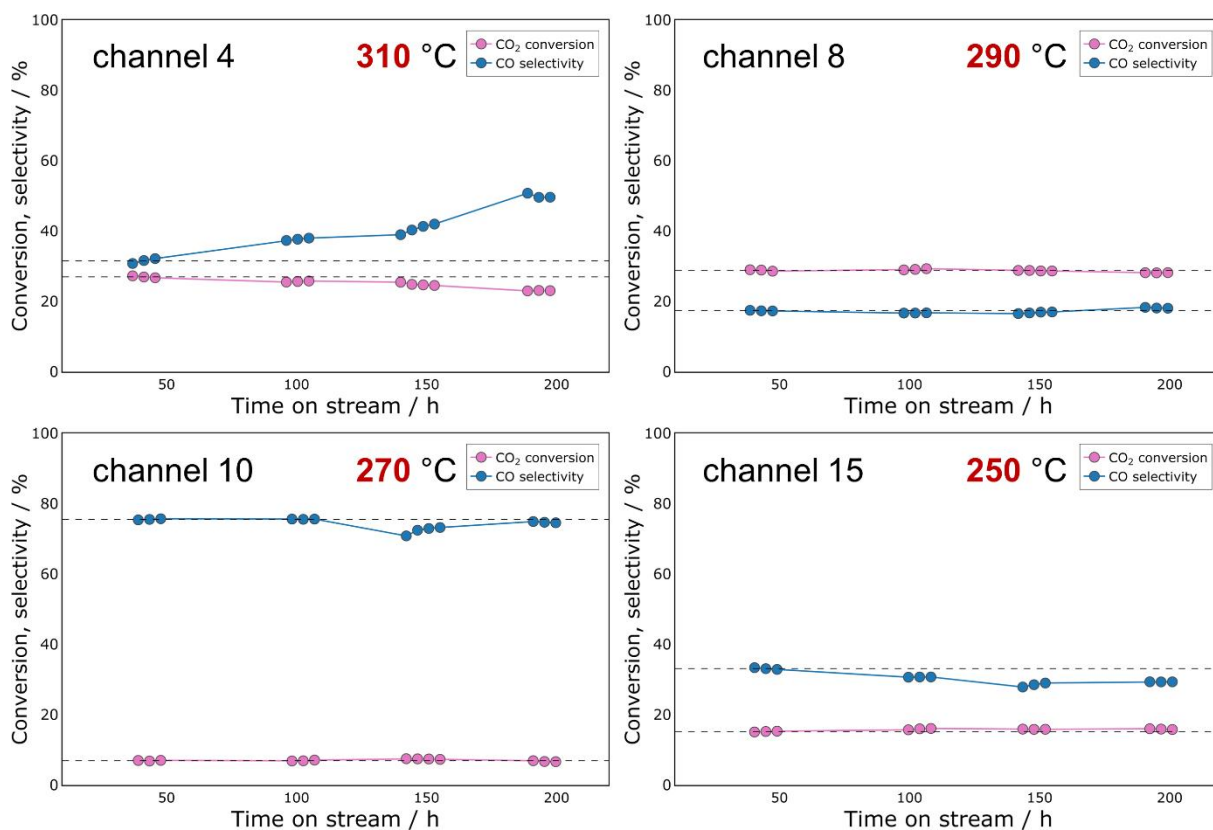 channel 4 310 °C
CO₂ conversion
CO selectivity
100
80
60
40
20
0
Conversion, selectivity / %
50 100 150 200
Time on stream / h
channel 8 290 °C
CO₂ conversion
CO selectivity
100
80
60
40
20
0
Conversion, selectivity / %
50 100 150 200
Time on stream / h
channel 10 270 °C
CO₂ conversion
CO selectivity
100
80
60
40
20
0
Conversion, selectivity / %
50 100 150 200
Time on stream / h
channel 15 250 °C
CO₂ conversion
CO selectivity
100
80
60
40
20
0
Conversion, selectivity / %
50 100 150 200
Time on stream / h